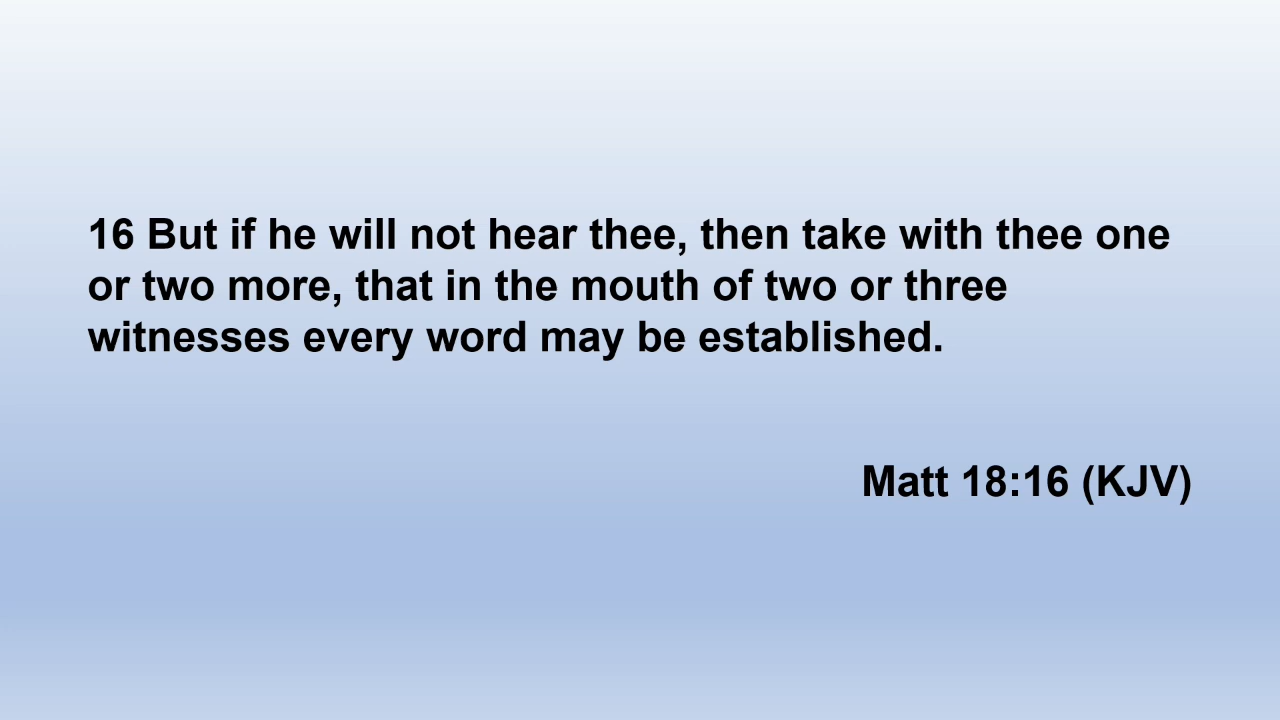 16 But if he will not hear thee, then take with thee one
or two more, that in the mouth of two or three
witnesses every word may be established.
Matt 18:16 (KJV)